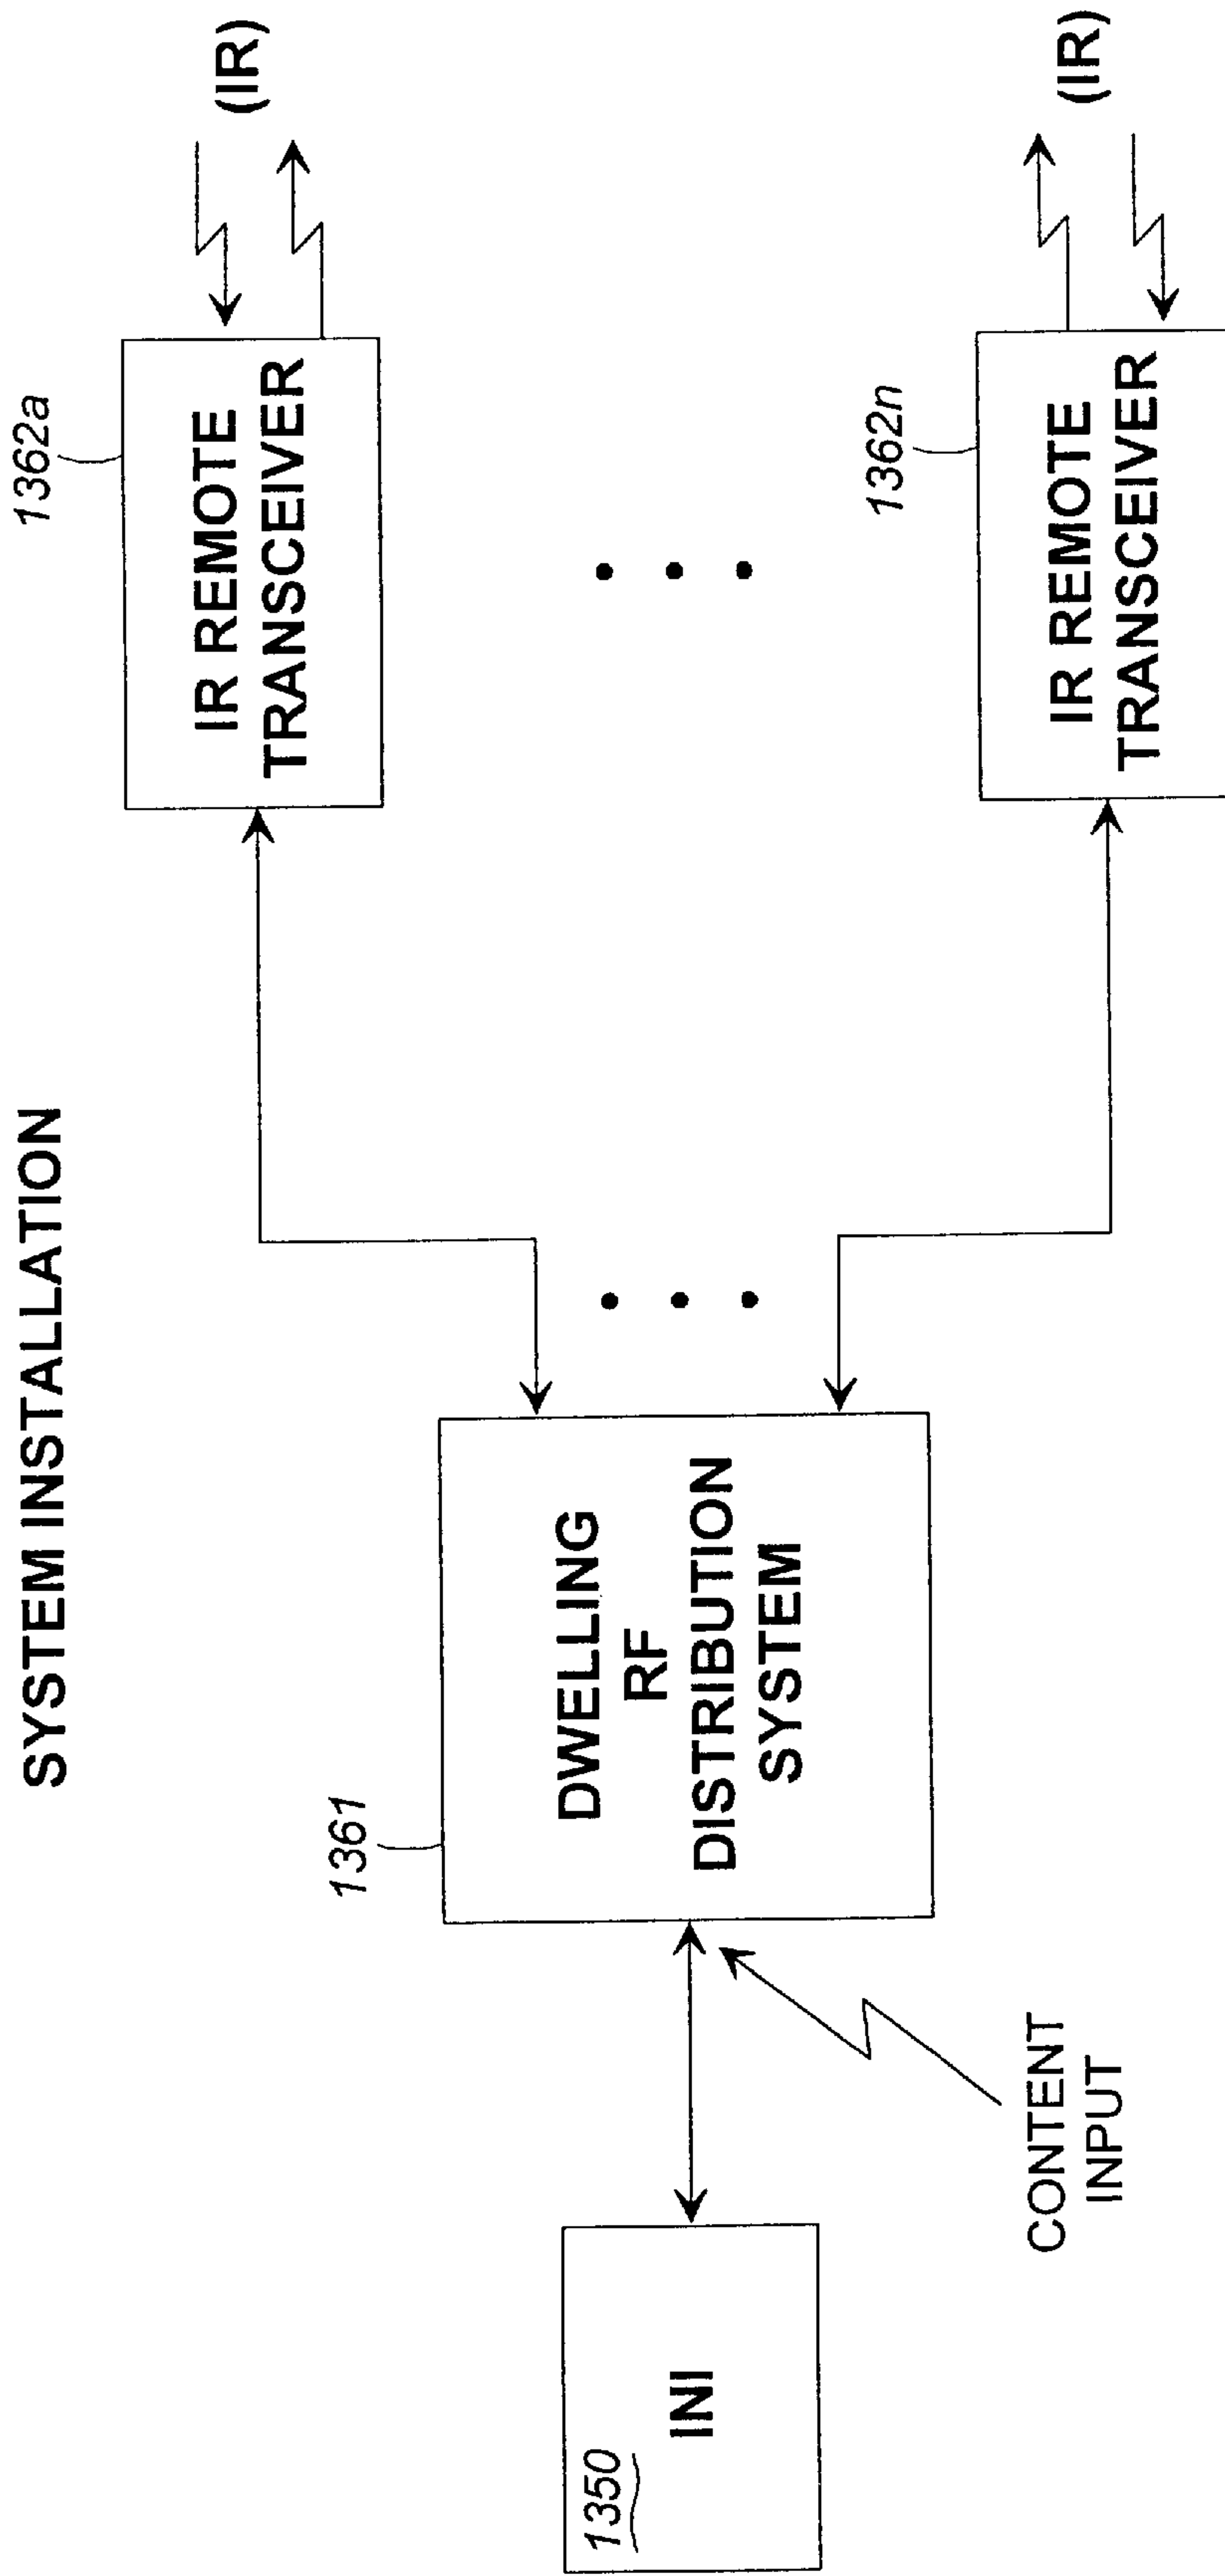 SYSTEM INSTALLATION
1350
INI
CONTENT
INPUT
1361
DWELLING
RF
DISTRIBUTION
SYSTEM
1362a
IR REMOTE
TRANSCEIVER
(IR)
1362n
IR REMOTE
TRANSCEIVER
(IR)